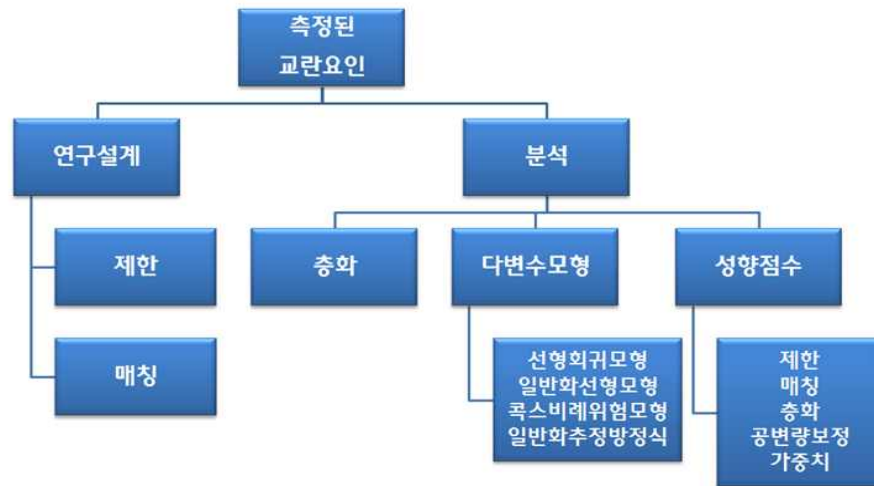 측정된
교란요인
연구설계
분석
제한
매칭
층화
다변수모형
성향점수
선형회귀모형
일반화선형모형
콕스비례위험모형
일반화추정방정식
제한
매칭
층화
공변량보정
가중치